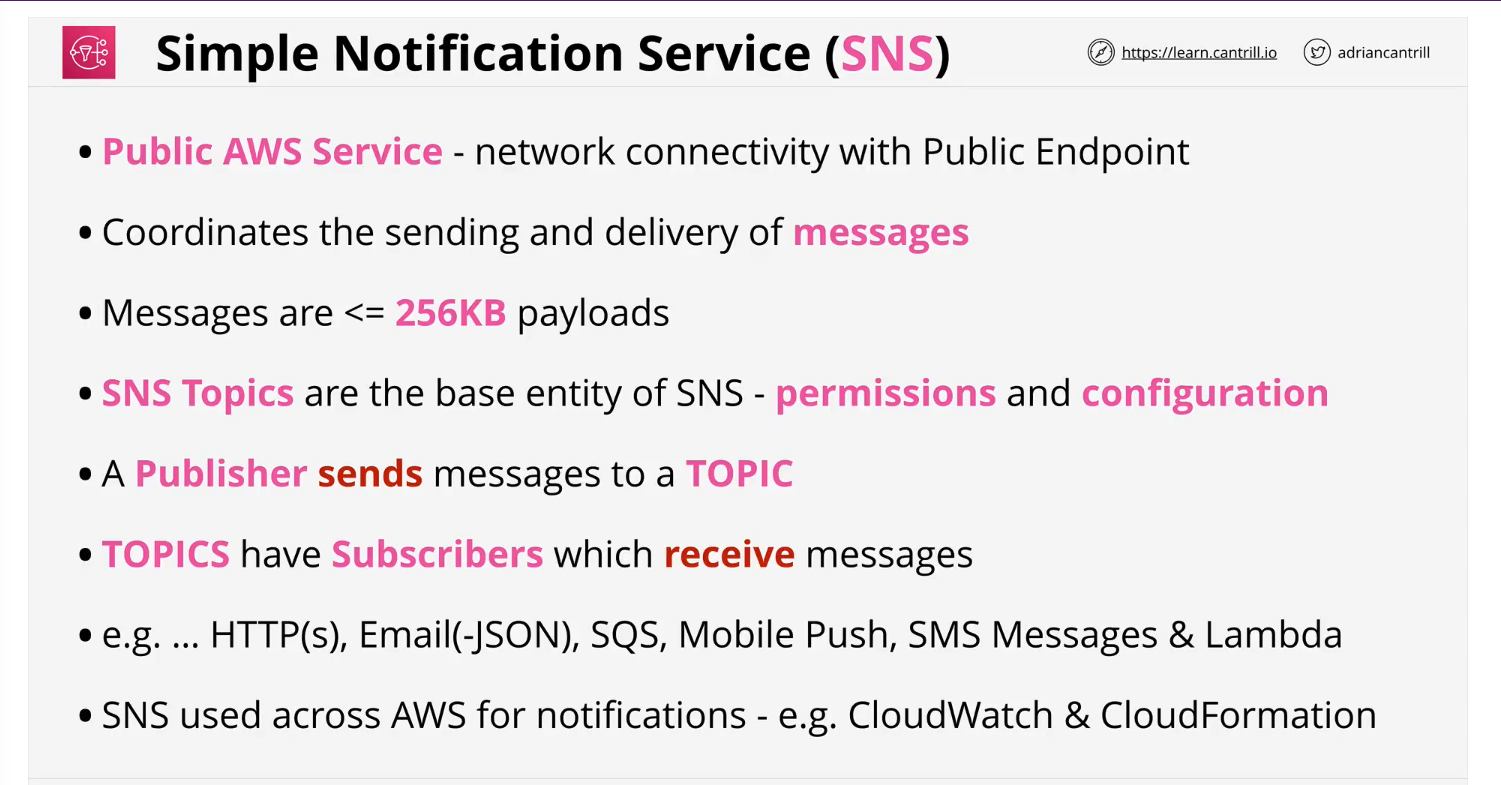 Simple Notification Service (SNS)
https://learn.cantrill.io
adriancantrill
• Public AWS Service - network connectivity with Public Endpoint
• Coordinates the sending and delivery of messages
• Messages are <= 256KB payloads
• SNS Topics are the base entity of SNS - permissions and configuration
• A Publisher sends messages to a TOPIC
• TOPICS have Subscribers which receive messages
• e.g. ... HTTP(s), Email(-JSON), SQS, Mobile Push, SMS Messages & Lambda
• SNS used across AWS for notifications - e.g. CloudWatch & CloudFormation